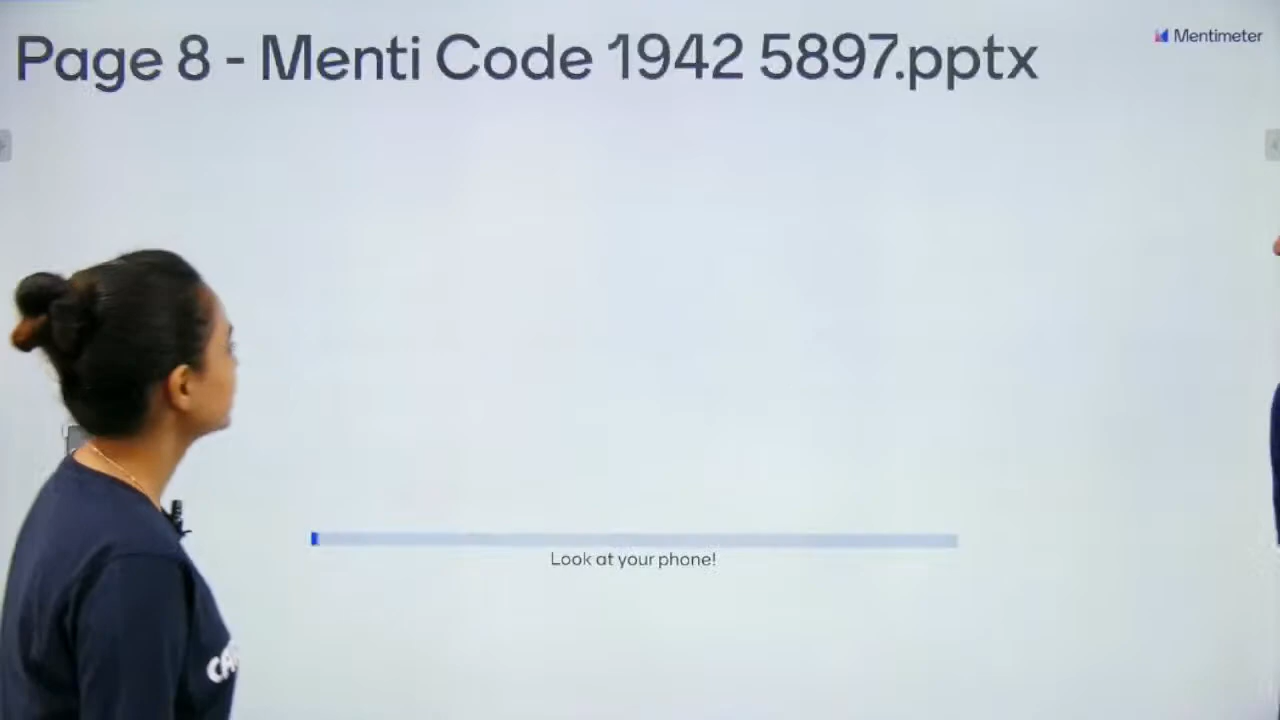 Page 8 - Menti Code 1942 5897.pptx
Mentimeter
Look at your phone!